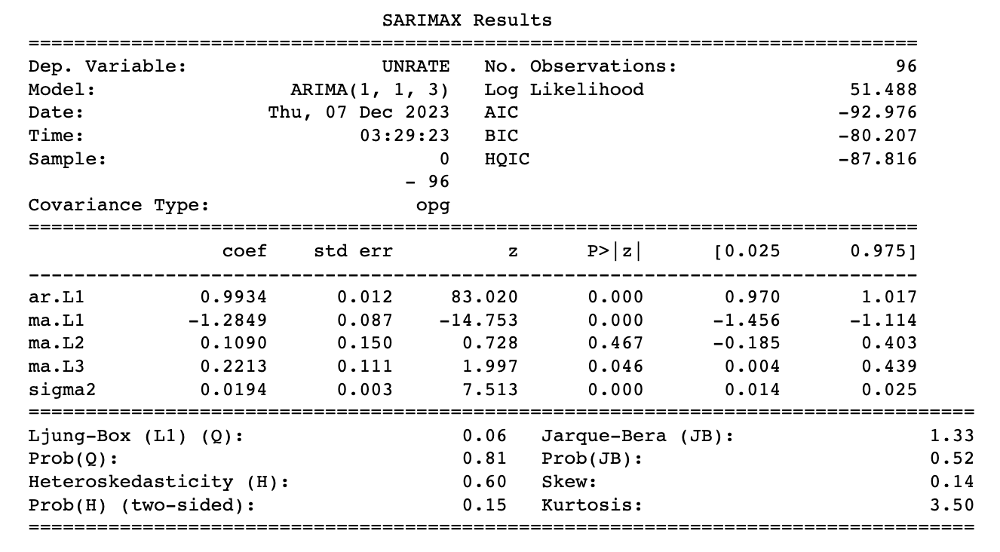 SARIMAX Results
==============================================================================
Dep. Variable:                 UNRATE   No. Observations:                   96
Model:                 ARIMA(1, 1, 3)   Log Likelihood                  51.488
Date:                Thu, 07 Dec 2023   AIC                            -92.976
Time:                        03:29:23   BIC                            -80.207
Sample:                             0   HQIC                           -87.816
                                 - 96
Covariance Type:                  opg
==============================================================================
                 coef    std err          z      P>|z|      [0.025      0.975]
------------------------------------------------------------------------------
ar.L1          0.9934      0.012     83.020      0.000       0.970       1.017
ma.L1         -1.2849      0.087    -14.753      0.000      -1.456      -1.114
ma.L2          0.1090      0.150      0.728      0.467      -0.185       0.403
ma.L3          0.2213      0.111      1.997      0.046       0.004       0.439
sigma2         0.0194      0.003      7.513      0.000       0.014       0.025
===================================================================================
Ljung-Box (L1) (Q):                   0.06   Jarque-Bera (JB):                 1.33
Prob(Q):                              0.81   Prob(JB):                         0.52
Heteroskedasticity (H):               0.60   Skew:                             0.14
Prob(H) (two-sided):                  0.15   Kurtosis:                         3.50
===================================================================================